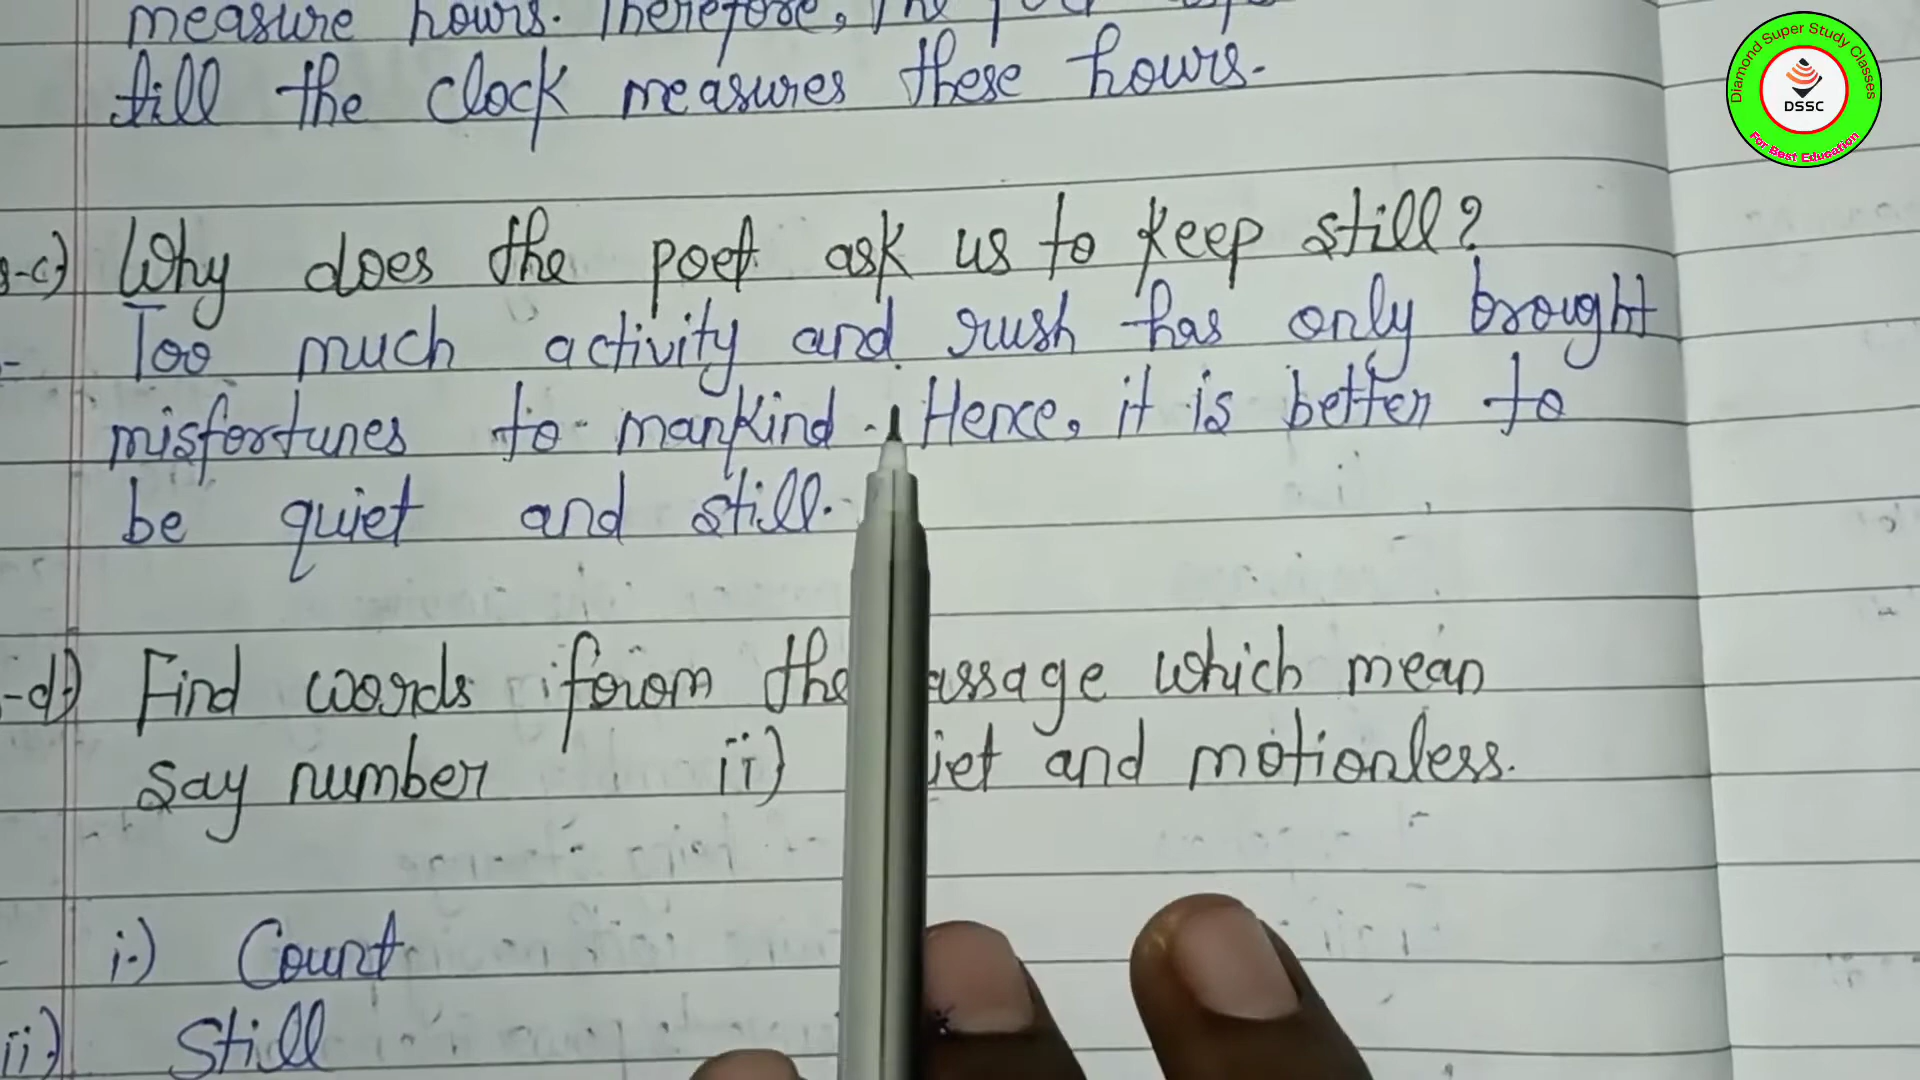 measure hours. Therefore, the
till the clock measures these hours.
Diamond Super Study Classes
DSSC
For Best Education
-c) Why does the poet ask us to keep still?
Too much activity and rush has only brought
misfortunes to mankind. Hence, it is better to
be quiet and still.
-d) Find words from the assage which mean
say number ii) iet and motionless.
i) Count
ii) Still